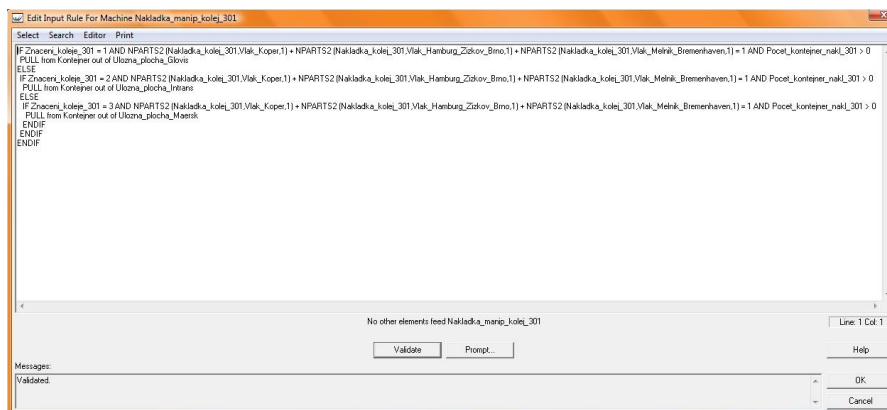 Edit Input Rule For Machine Nakladka_manip_kolej_301
Select Search Editor Print
IF Znaceni_koleje_301 = 1 AND NPARTS2 (Nakladka_kolej_301,Vlak_Koper,1) + NPARTS2 (Nakladka_kolej_301,Vlak_Hamburg_Zizkov_Brno,1) + NPARTS2 (Nakladka_kolej_301,Vlak_Melnik_Bremenhaven,1) = 1 AND Pocet_kontejner_nakl_301 > 0
PULL from Kontejner out of Ulozna_plocha_Glovis
ELSE
IF Znaceni_koleje_301 = 2 AND NPARTS2 (Nakladka_kolej_301,Vlak_Koper,1) + NPARTS2 (Nakladka_kolej_301,Vlak_Hamburg_Zizkov_Brno,1) + NPARTS2 (Nakladka_kolej_301,Vlak_Melnik_Bremenhaven,1) = 1 AND Pocet_kontejner_nakl_301 > 0
PULL from Kontejner out of Ulozna_plocha_Intrans
ELSE
IF Znaceni_koleje_301 = 3 AND NPARTS2 (Nakladka_kolej_301,Vlak_Koper,1) + NPARTS2 (Nakladka_kolej_301,Vlak_Hamburg_Zizkov_Brno,1) + NPARTS2 (Nakladka_kolej_301,Vlak_Melnik_Bremenhaven,1) = 1 AND Pocet_kontejner_nakl_301 > 0
PULL from Kontejner out of Ulozna_plocha_Maersk
ENDIF
ENDIF
ENDIF
No other elements feed Nakladka_manip_kolej_301
Line: 1 Col: 1
Validate Prompt... Help
Messages:
Validated.
OK
Cancel